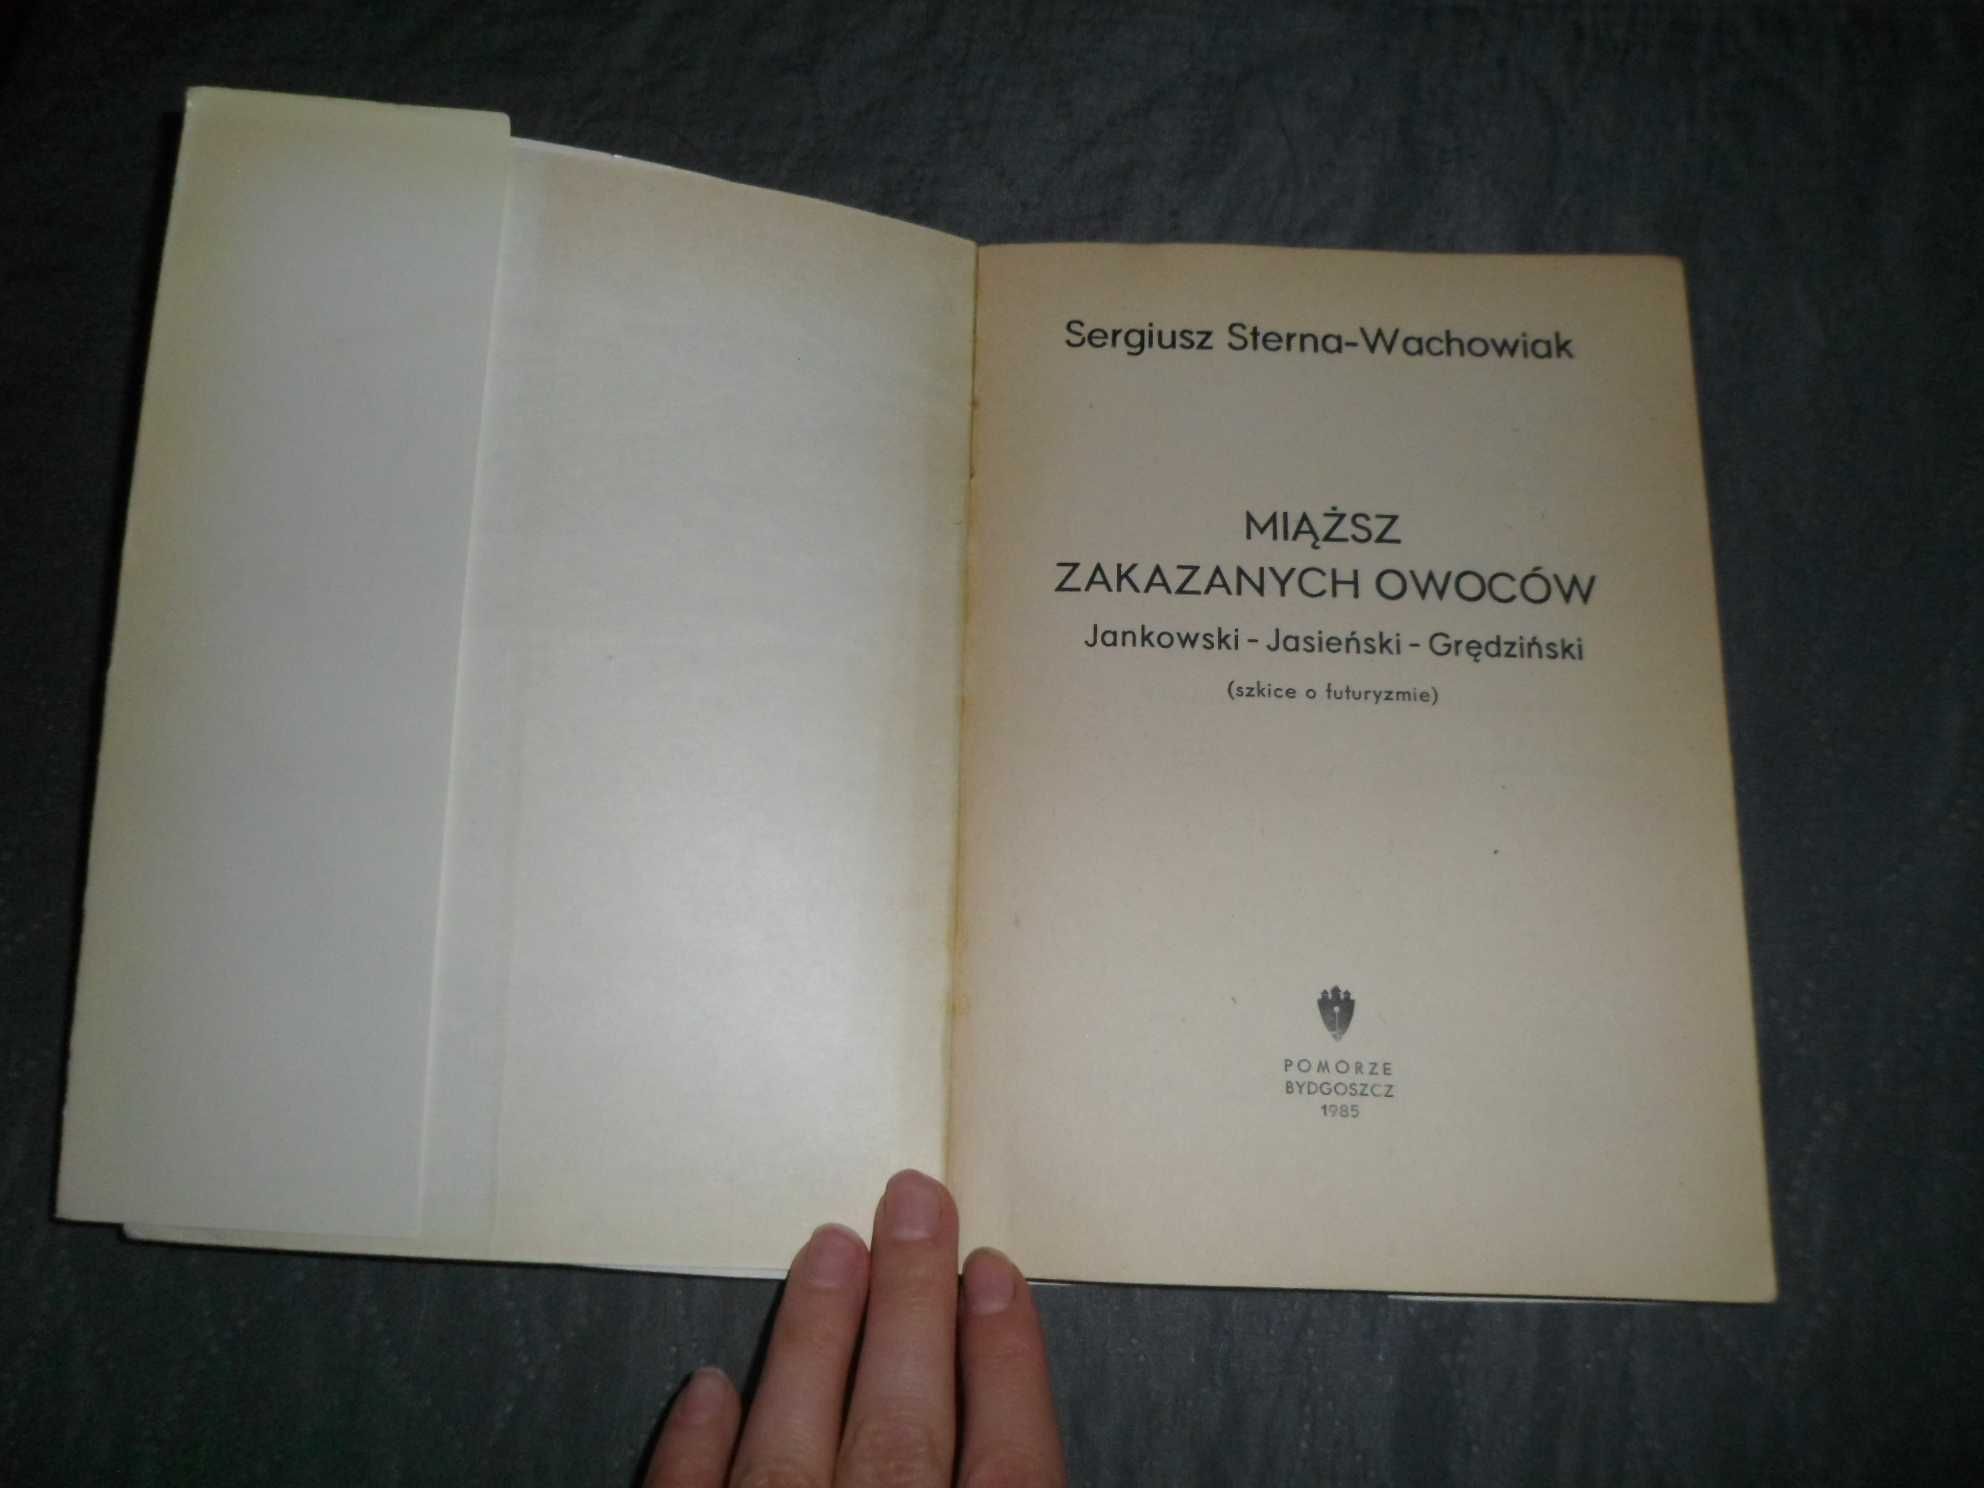 Sergiusz Sterna-Wachowiak
MIĄŻSZ
ZAKAZANYCH OWOCÓW
Jankowski - Jasieński - Grędziński
(szkice o futuryzmie)
POMORZE
BYDGOSZCZ
1985